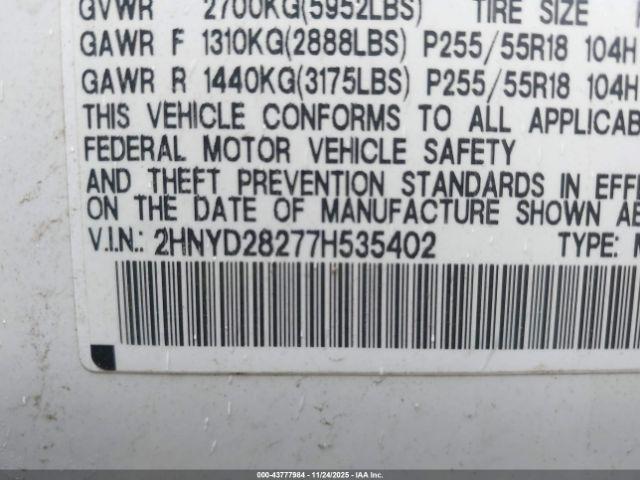 GVWR 2700KG(5952LBS) TIRE SIZE
GAWR F 1310KG(2888LBS) P255/55R18 104H
GAWR R 1440KG(3175LBS) P255/55R18 104H
THIS VEHICLE CONFORMS TO ALL APPLICAB
FEDERAL MOTOR VEHICLE SAFETY
AND THEFT PREVENTION STANDARDS IN EFFE
ON THE DATE OF MANUFACTURE SHOWN AB
V.I.N.: 2HNYD28277H535402 TYPE:
000-43777984 - 11/24/2025 - IAA Inc.